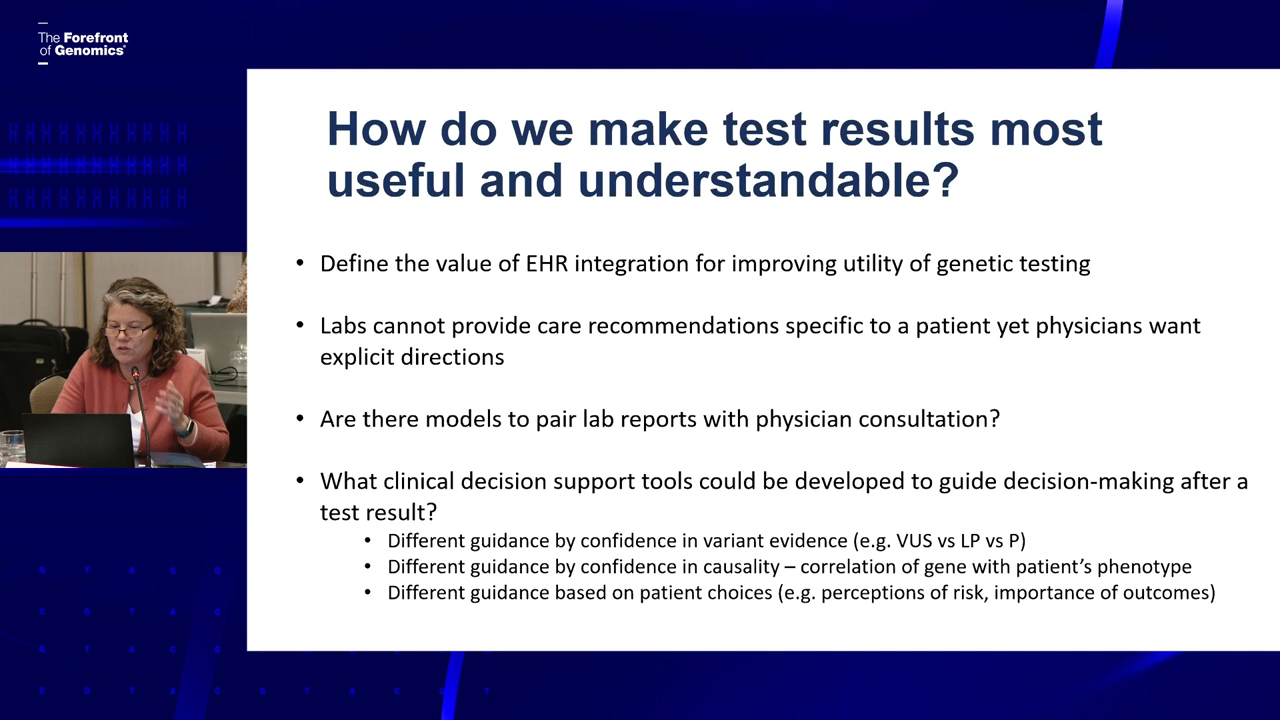 The Forefront
of Genomics
How do we make test results most
useful and understandable?
• Define the value of EHR integration for improving utility of genetic testing
• Labs cannot provide care recommendations specific to a patient yet physicians want
explicit directions
• Are there models to pair lab reports with physician consultation?
• What clinical decision support tools could be developed to guide decision-making after a
test result?
• Different guidance by confidence in variant evidence (e.g. VUS vs LP vs P)
• Different guidance by confidence in causality – correlation of gene with patient's phenotype
• Different guidance based on patient choices (e.g. perceptions of risk, importance of outcomes)